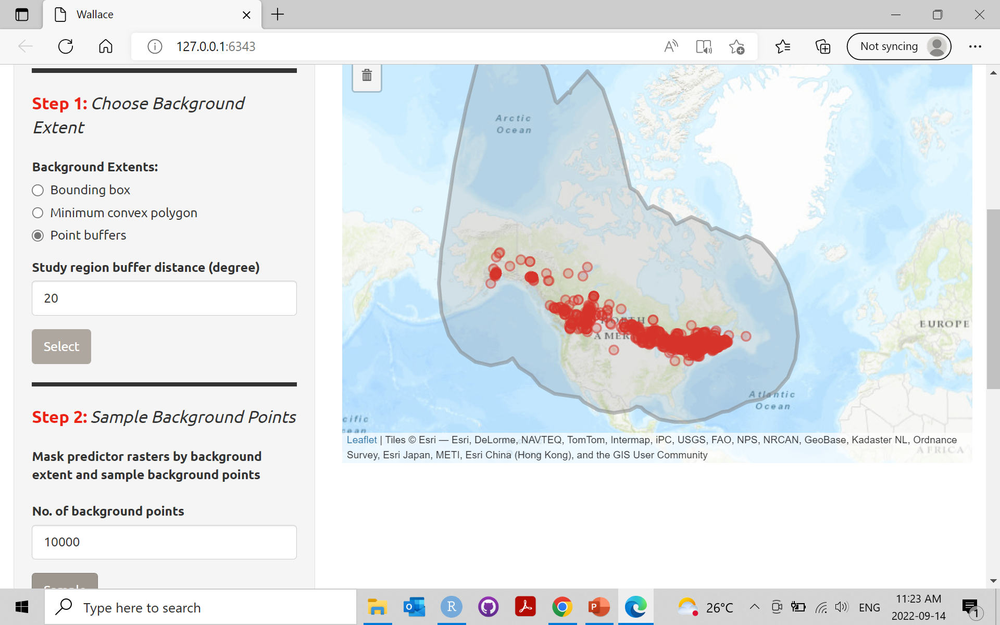 Wallace
127.0.0.1:6343
Not syncing
Step 1: Choose Background
Extent
Background Extents:
Bounding box
Minimum convex polygon
Point buffers
Study region buffer distance (degree)
20
Select
Step 2: Sample Background Points
Mask predictor rasters by background
extent and sample background points
No. of background points
10000
Sample
Arctic
Ocean
NORTH
AMER
EUROPE
Atlantic
Ocean
cific
cean
AFRICA
Leaflet | Tiles © Esri — Esri, DeLorme, NAVTEQ, TomTom, Intermap, iPC, USGS, FAO, NPS, NRCAN, GeoBase, Kadaster NL, Ordnance
Survey, Esri Japan, METI, Esri China (Hong Kong), and the GIS User Community
Type here to search
R
P
26°C
ENG
11:23 AM
2022-09-14
1